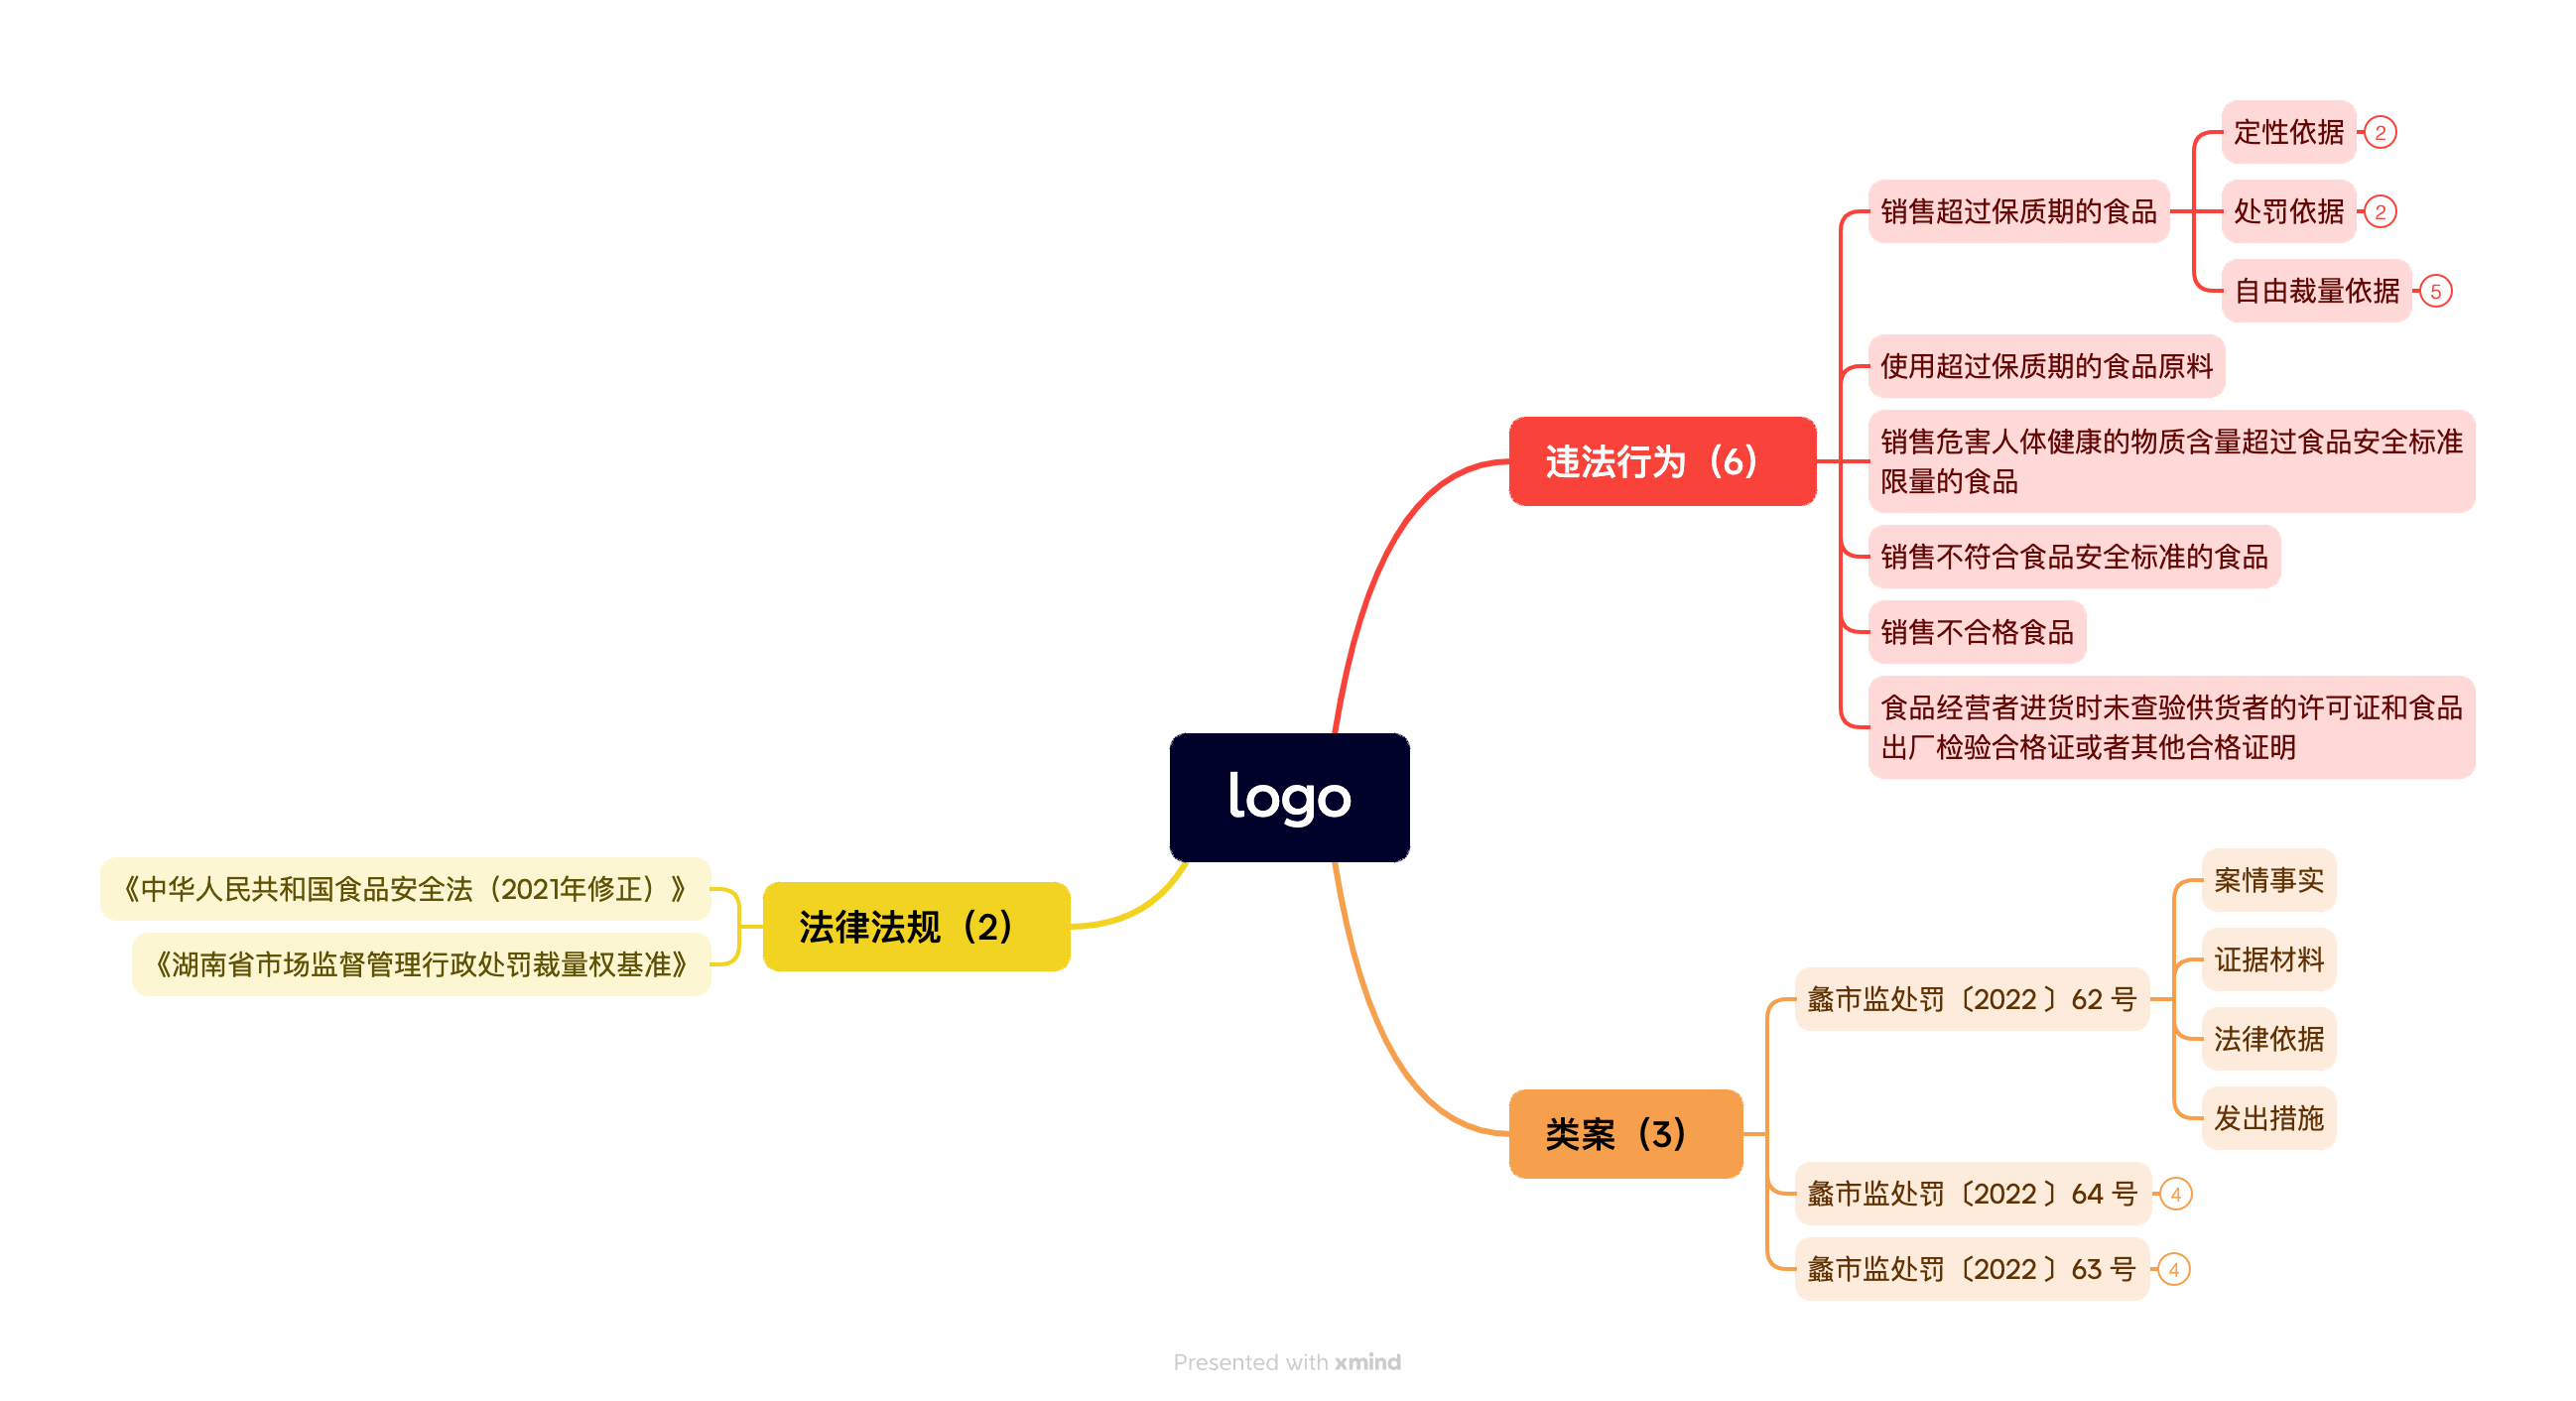 定性依据
2
销售超过保质期的食品
处罚依据
2
自由裁量依据
5
使用超过保质期的食品原料
违法行为（6）
销售危害人体健康的物质含量超过食品安全标准
限量的食品
销售不符合食品安全标准的食品
销售不合格食品
食品经营者进货时未查验供货者的许可证和食品
出厂检验合格证或者其他合格证明
logo
《中华人民共和国食品安全法（2021年修正）》
法律法规（2）
《湖南省市场监督管理行政处罚裁量权基准》
案情事实
证据材料
蠡市监处罚〔2022 〕62 号
法律依据
发出措施
类案（3）
蠡市监处罚〔2022 〕64 号
4
蠡市监处罚〔2022 〕63 号
4
Presented with xmind